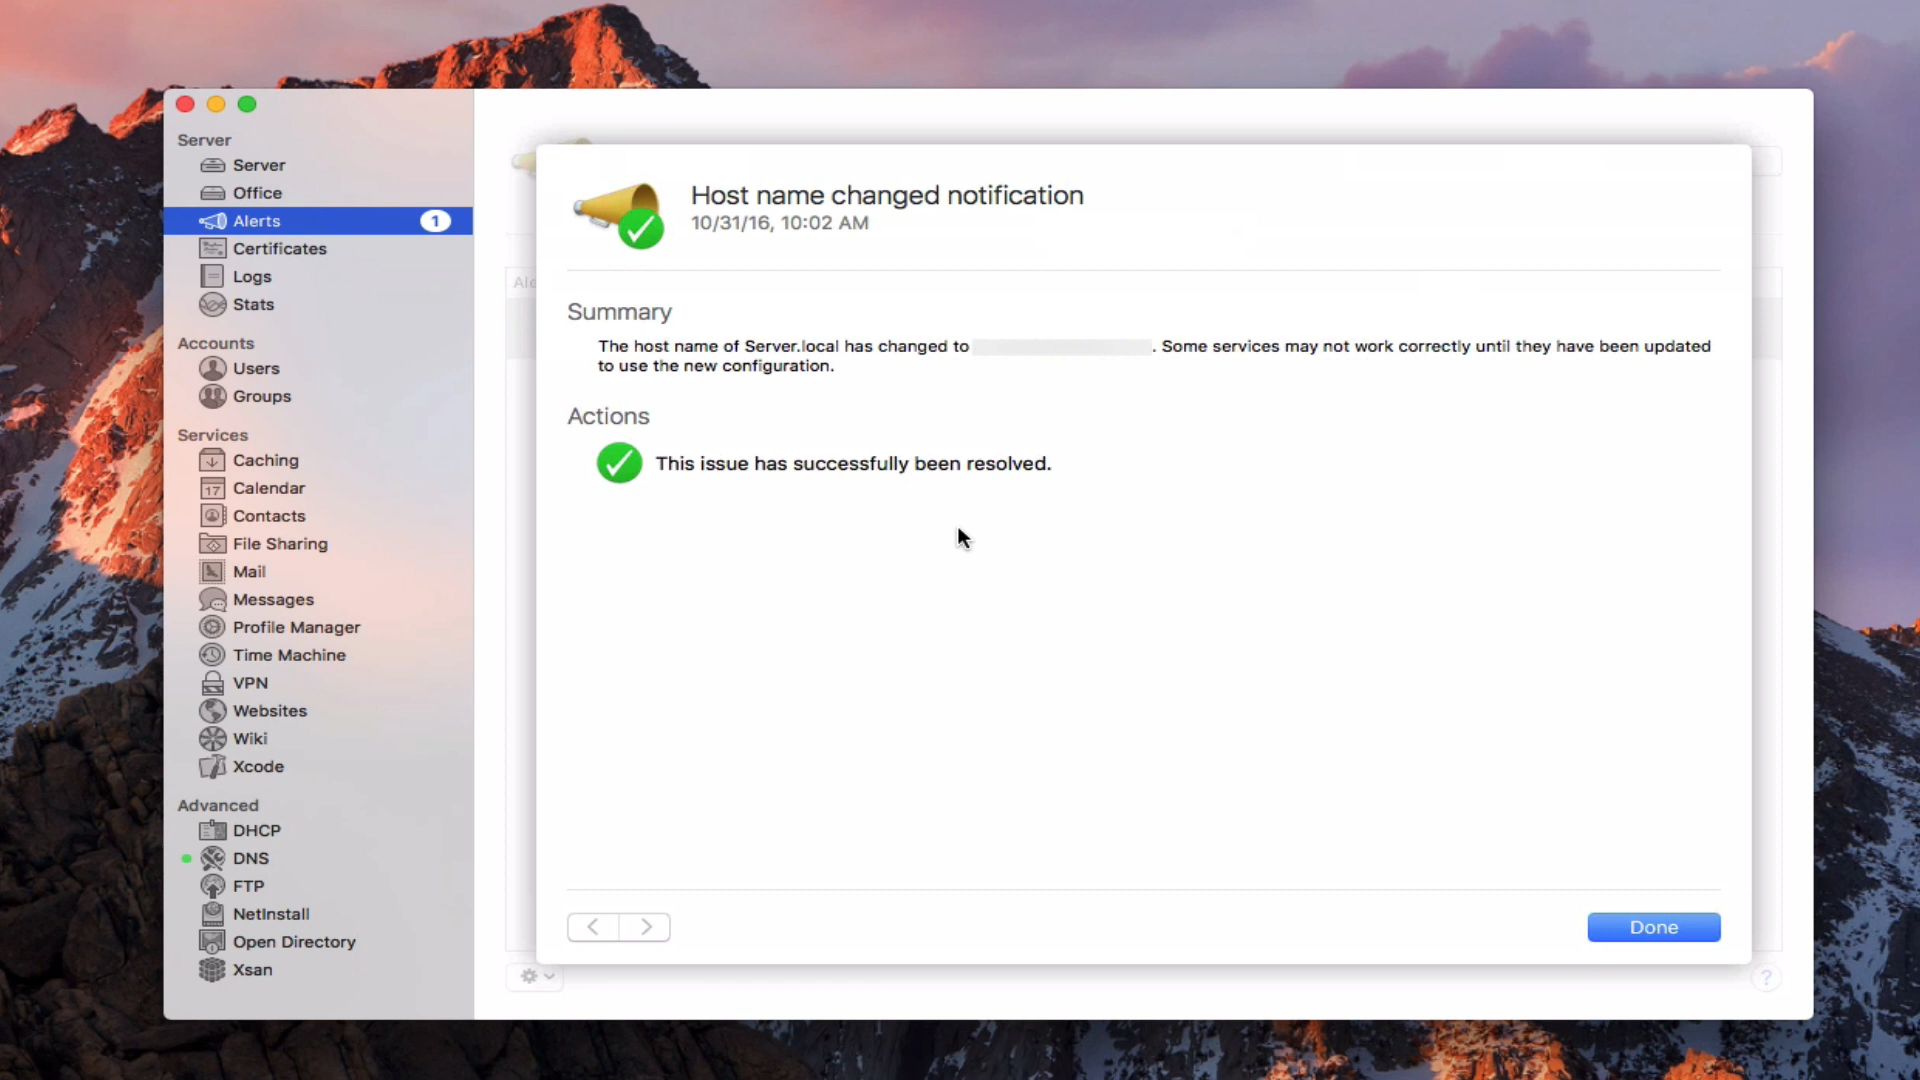 Server
Server
Office
Alerts 1
Certificates
Logs
Stats
Accounts
Users
Groups
Services
Caching
17 Calendar
Contacts
File Sharing
Mail
Messages
Profile Manager
Time Machine
VPN
Websites
Wiki
Xcode
Advanced
DHCP
DNS
FTP
NetInstall
Open Directory
Xsan
Host name changed notification
10/31/16, 10:02 AM
Summary
The host name of Server.local has changed to . Some services may not work correctly until they have been updated
to use the new configuration.
Actions
This issue has successfully been resolved.
Done
?